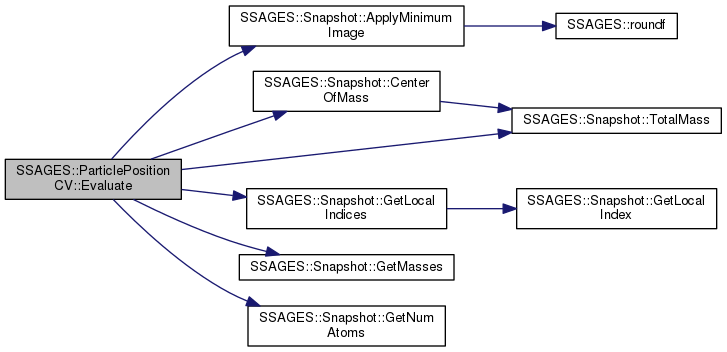 SSAGES::Snapshot::ApplyMinimum
Image
SSAGES::roundf
SSAGES::Snapshot::Center
OfMass
SSAGES::Snapshot::TotalMass
SSAGES::ParticlePosition
CV::Evaluate
SSAGES::Snapshot::GetLocal
Indices
SSAGES::Snapshot::GetLocal
Index
SSAGES::Snapshot::GetMasses
SSAGES::Snapshot::GetNum
Atoms